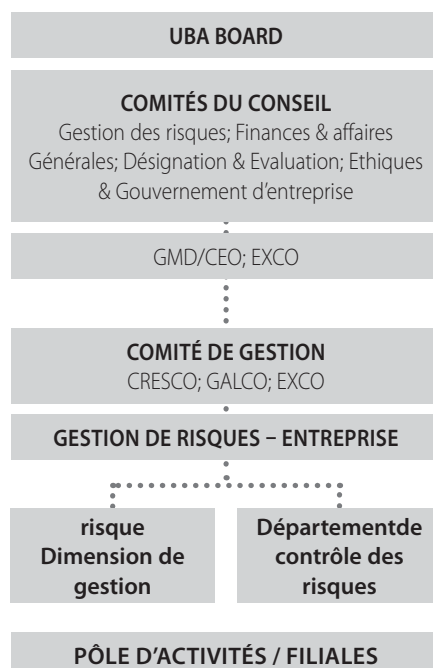 UBA BOARD
COMITÉS DU CONSEIL
Gestion des risques; Finances & affaires
Générales; Désignation & Evaluation; Ethiques
& Gouvernement d'entreprise
GMD/CEO; EXCO
COMITÉ DE GESTION
CRESCO; GALCO; EXCO
GESTION DE RISQUES – ENTREPRISE
risque
Dimension de
gestion
Départementde
contrôle des
risques
PÔLE D'ACTIVITÉS / FILIALES